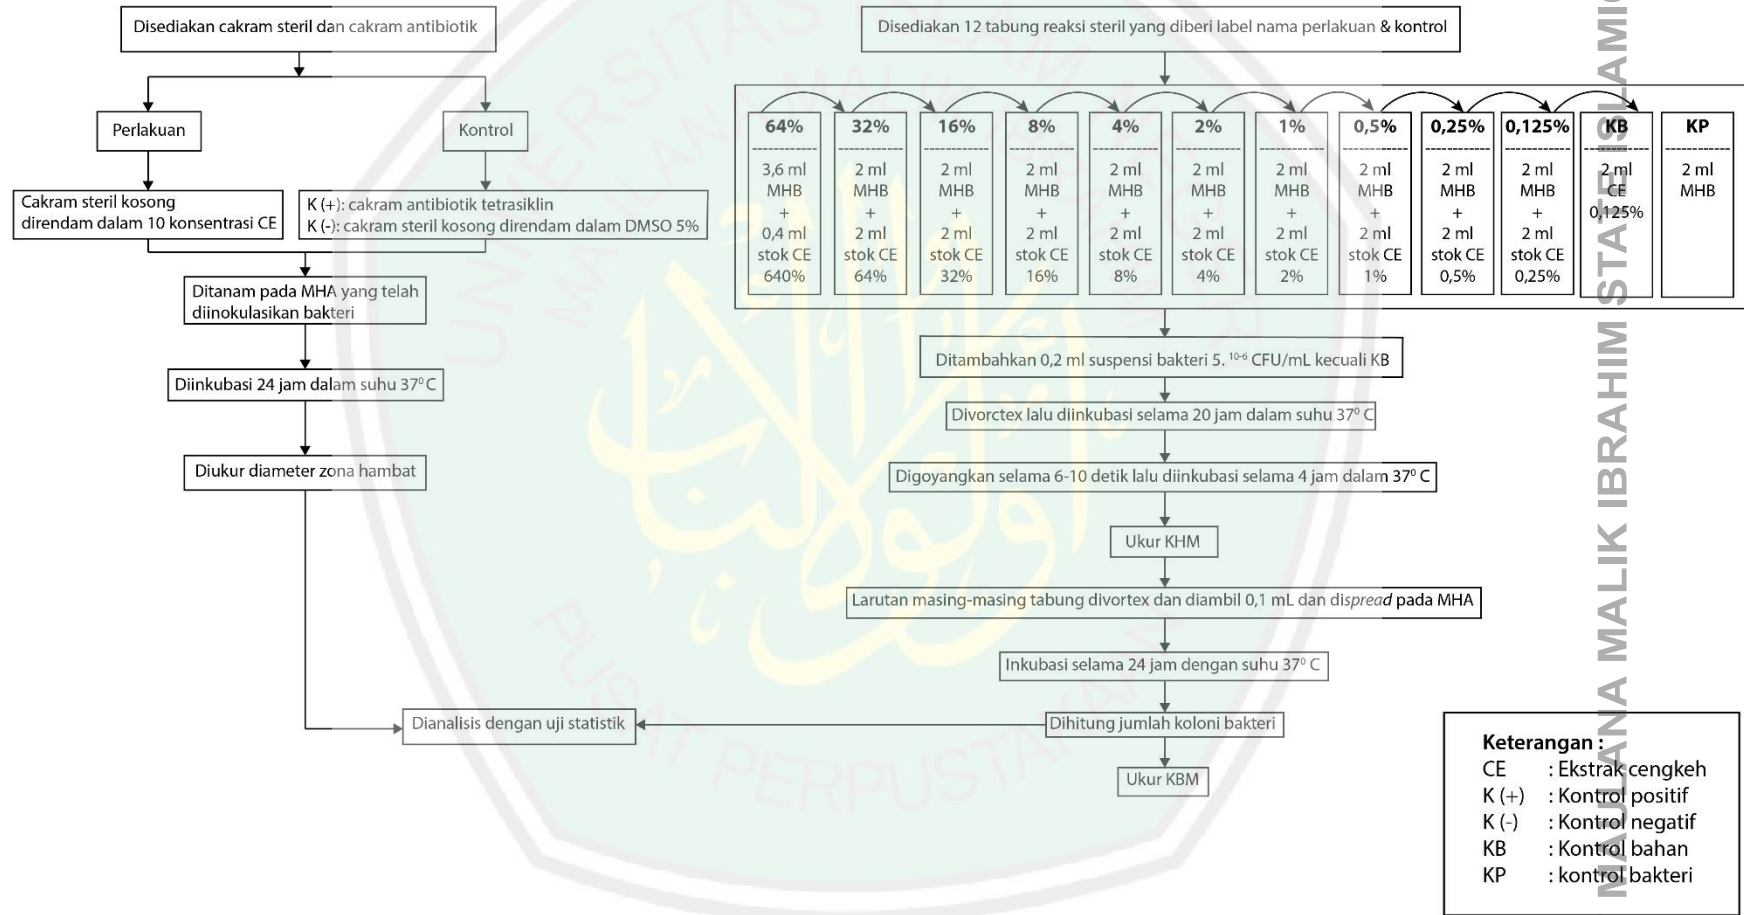 Disediakan cakram steril dan cakram antibiotik
Perlakuan
Kontrol
Cakram steril kosong
direndam dalam 10 konsentrasi CE
K (+): cakram antibiotik tetrasiklin
K (-): cakram steril kosong direndam dalam DMSO 5%
Ditanam pada MHA yang telah
diinokulasikan bakteri
Diinkubasi 24 jam dalam suhu 37⁰ C
Diukur diameter zona hambat
Dianalisis dengan uji statistik
Disediakan 12 tabung reaksi steril yang diberi label nama perlakuan & kontrol
64%
3,6 ml
MHB
+
0,4 ml
stok CE
640%
32%
2 ml
MHB
+
2 ml
stok CE
64%
16%
2 ml
MHB
+
2 ml
stok CE
32%
8%
2 ml
MHB
+
2 ml
stok CE
16%
4%
2 ml
MHB
+
2 ml
stok CE
8%
2%
2 ml
MHB
+
2 ml
stok CE
4%
1%
2 ml
MHB
+
2 ml
stok CE
2%
0,5%
2 ml
MHB
+
2 ml
stok CE
1%
0,25%
2 ml
MHB
+
2 ml
stok CE
0,5%
0,125%
2 ml
MHB
+
2 ml
stok CE
0,25%
KB
2 ml
CE
0,125%
KP
2 ml
MHB
Ditambahkan 0,2 ml suspensi bakteri 5. ¹⁰⁻⁶ CFU/mL kecuali KB
Divorctex lalu diinkubasi selama 20 jam dalam suhu 37⁰ C
Digoyangkan selama 6-10 detik lalu diinkubasi selama 4 jam dalam 37⁰ C
Ukur KHM
Larutan masing-masing tabung divortex dan diambil 0,1 mL dan dispread pada MHA
Inkubasi selama 24 jam dengan suhu 37⁰ C
Dihitung jumlah koloni bakteri
Ukur KBM
Keterangan :
CE : Ekstrak cengkeh
K (+) : Kontrol positif
K (-) : Kontrol negatif
KB : Kontrol bahan
KP : kontrol bakteri
MAULANA MALIK IBRAHIM STATE ISLAMIC
PUSAT PERPUSTAKAAN